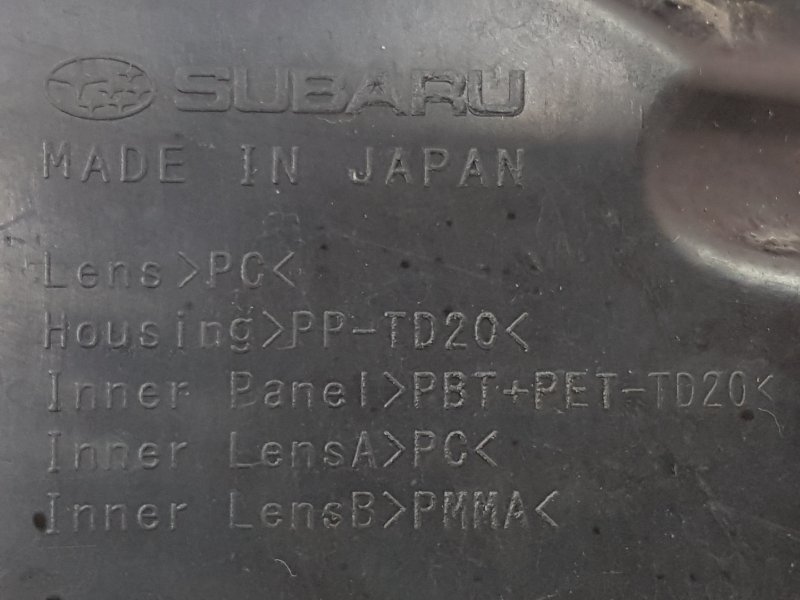 SUBARU
MADE IN JAPAN
Lens>PC<
Housing>PP-TD20<
Inner Panel>PBT+PET-TD20<
Inner LensA>PC<
Inner LensB>PMMA<